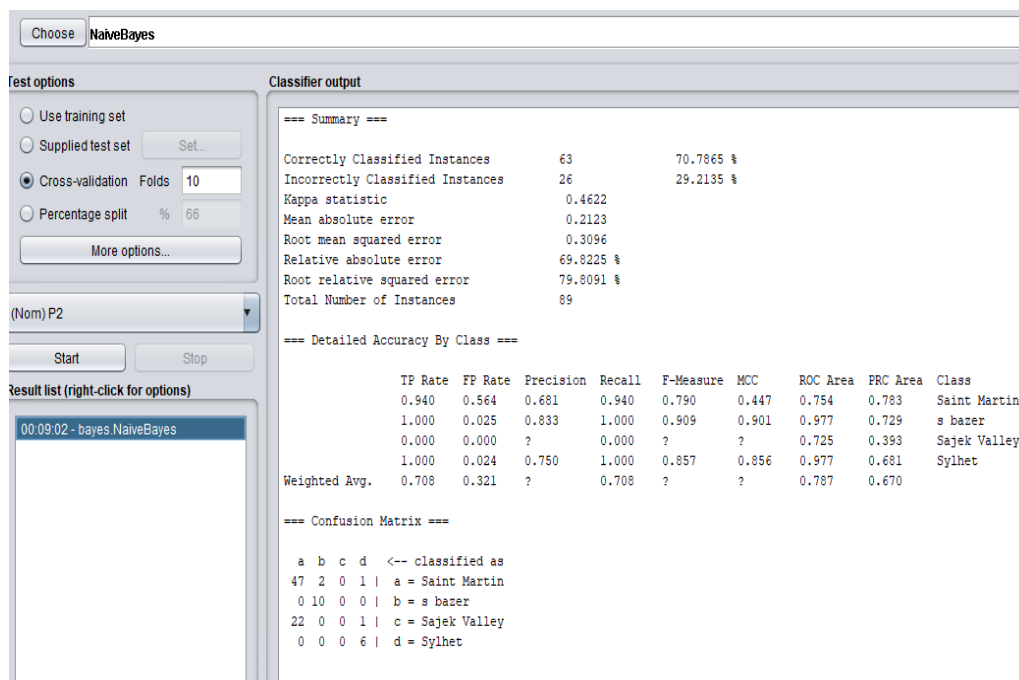 Choose NaiveBayes
Test options
Classifier output
Use training set
Supplied test set Set...
Cross-validation Folds 10
Percentage split % 66
More options...
(Nom) P2
Start Stop
Result list (right-click for options)
00:09:02 - bayes.NaiveBayes
=== Summary ===
Correctly Classified Instances 63 70.7865 %
Incorrectly Classified Instances 26 29.2135 %
Kappa statistic 0.4622
Mean absolute error 0.2123
Root mean squared error 0.3096
Relative absolute error 69.8225 %
Root relative squared error 79.8091 %
Total Number of Instances 89
=== Detailed Accuracy By Class ===
TP Rate FP Rate Precision Recall F-Measure MCC ROC Area PRC Area Class
0.940 0.564 0.681 0.940 0.790 0.447 0.754 0.783 Saint Martin
1.000 0.025 0.833 1.000 0.909 0.901 0.977 0.729 s bazer
0.000 0.000 ? 0.000 ? ? 0.725 0.393 Sajek Valley
1.000 0.024 0.750 1.000 0.857 0.856 0.977 0.681 Sylhet
Weighted Avg. 0.708 0.321 ? 0.708 ? ? 0.787 0.670
=== Confusion Matrix ===
a b c d <-- classified as
47 2 0 1 | a = Saint Martin
0 10 0 0 | b = s bazer
22 0 0 1 | c = Sajek Valley
0 0 0 6 | d = Sylhet